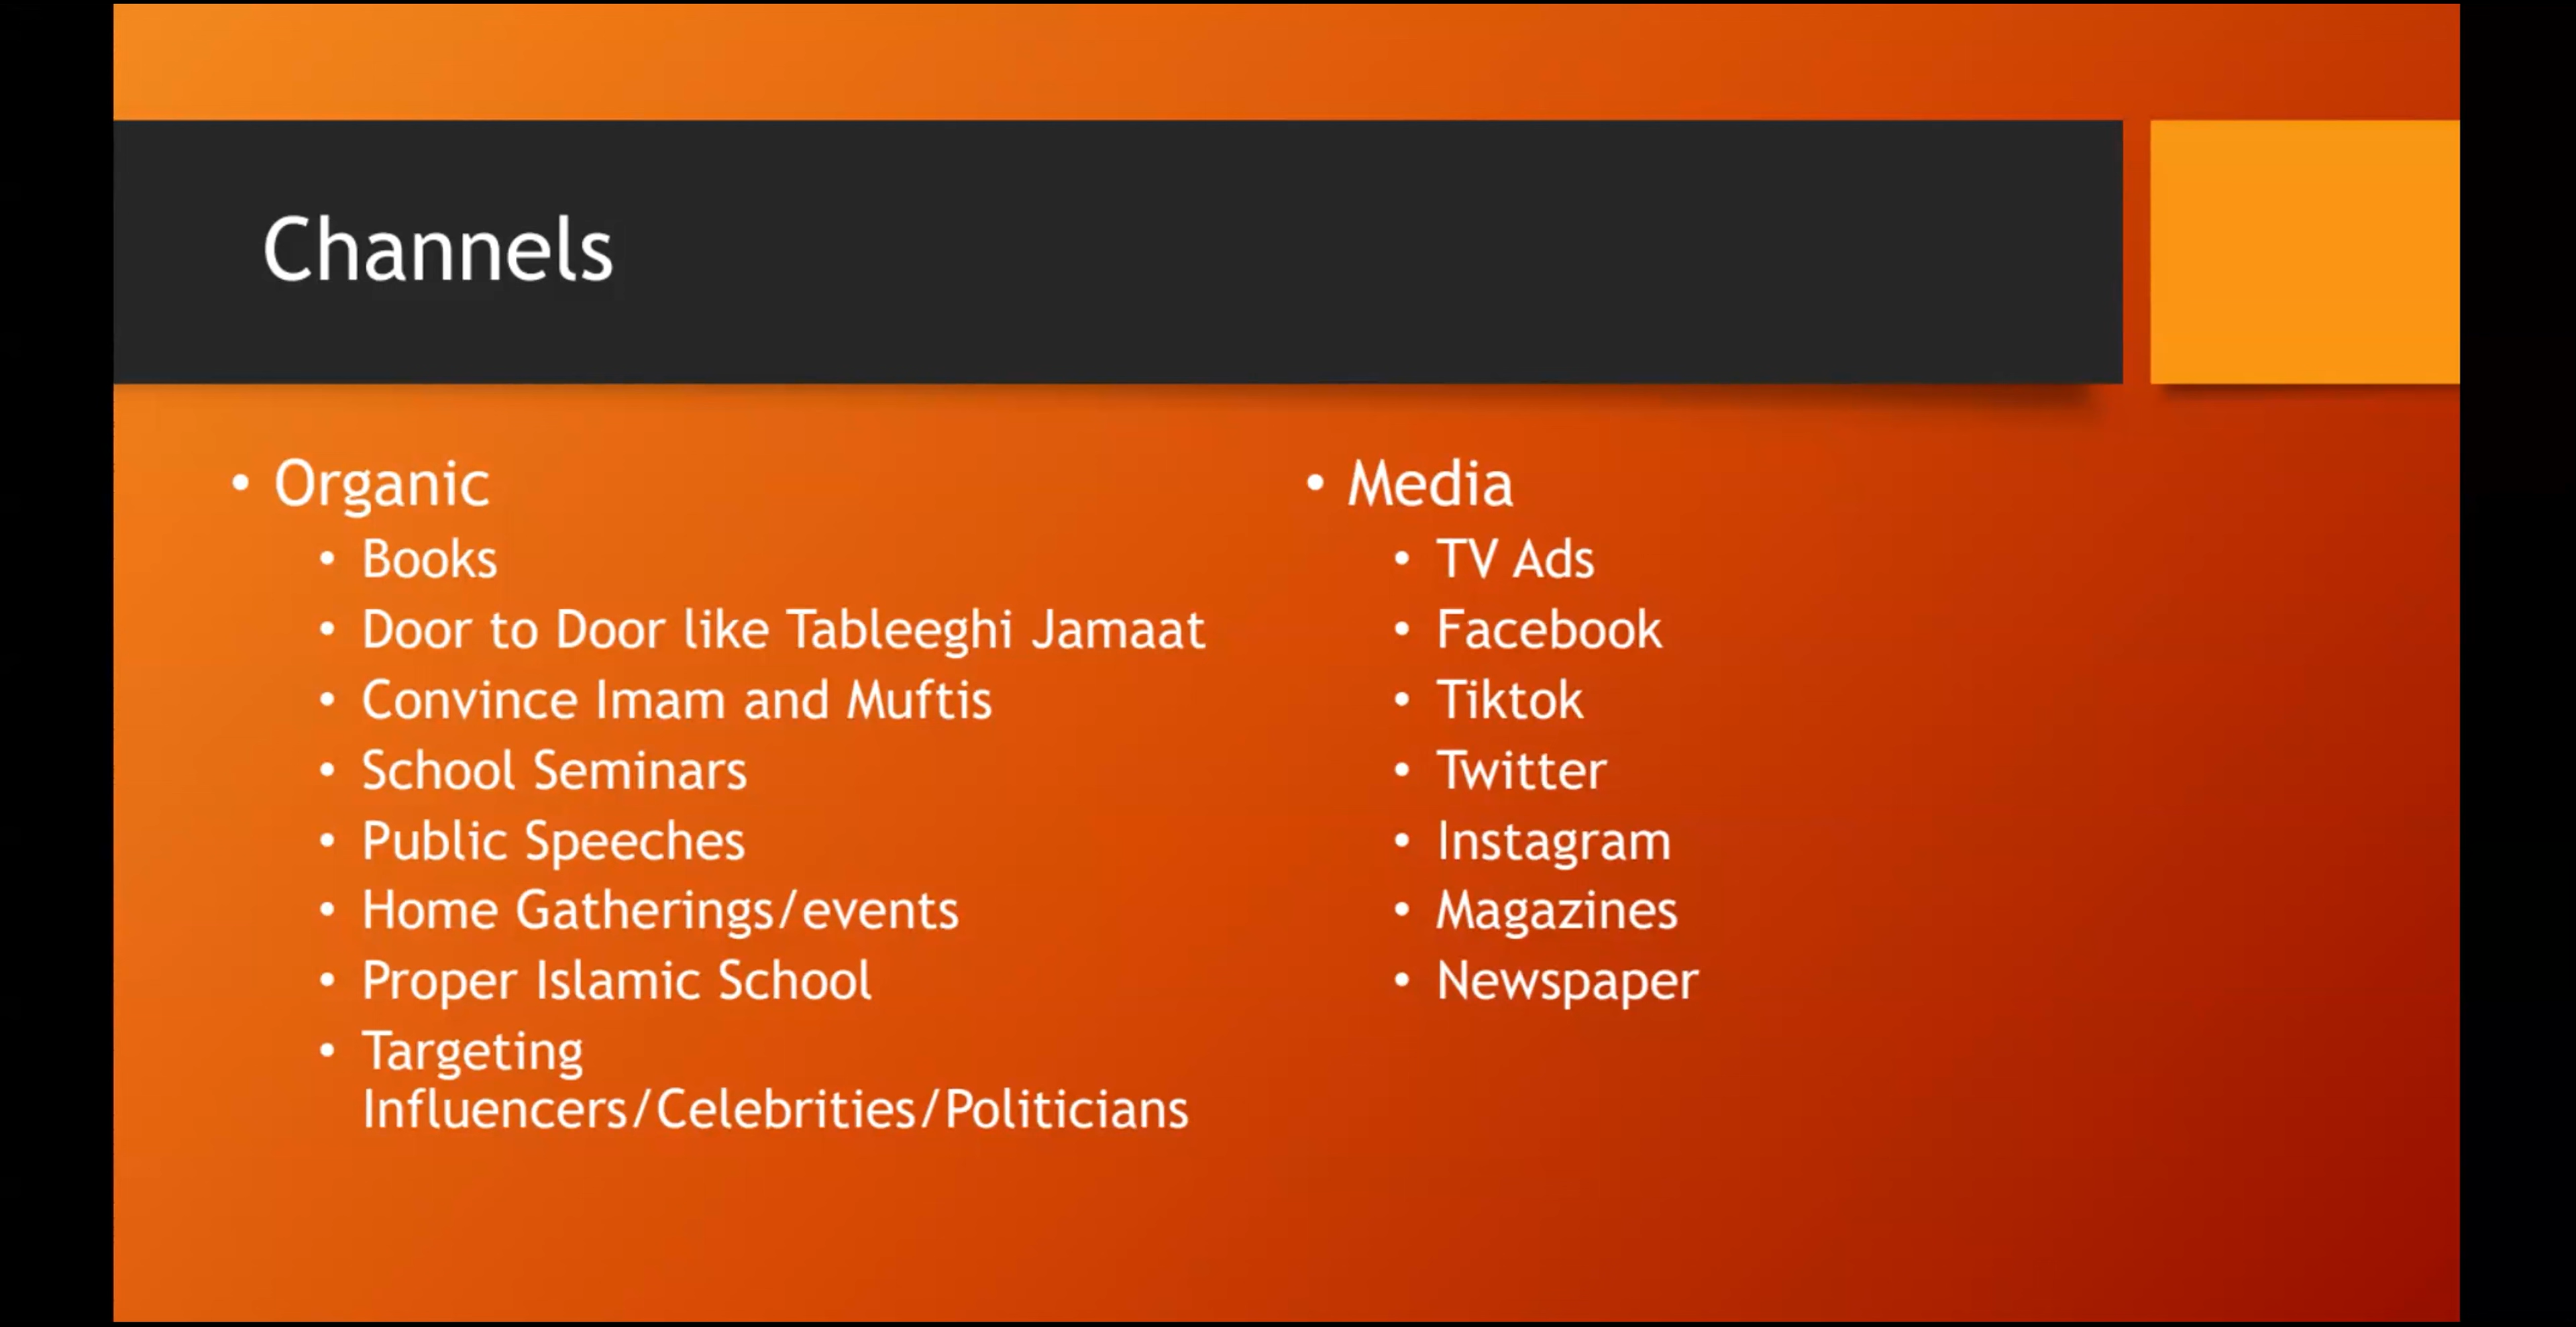 Channels
• Organic
• Books
• Door to Door like Tableeghi Jamaat
• Convince Imam and Muftis
• School Seminars
• Public Speeches
• Home Gatherings/events
• Proper Islamic School
• Targeting
Influencers/Celebrities/Politicians
• Media
• TV Ads
• Facebook
• Tiktok
• Twitter
• Instagram
• Magazines
• Newspaper